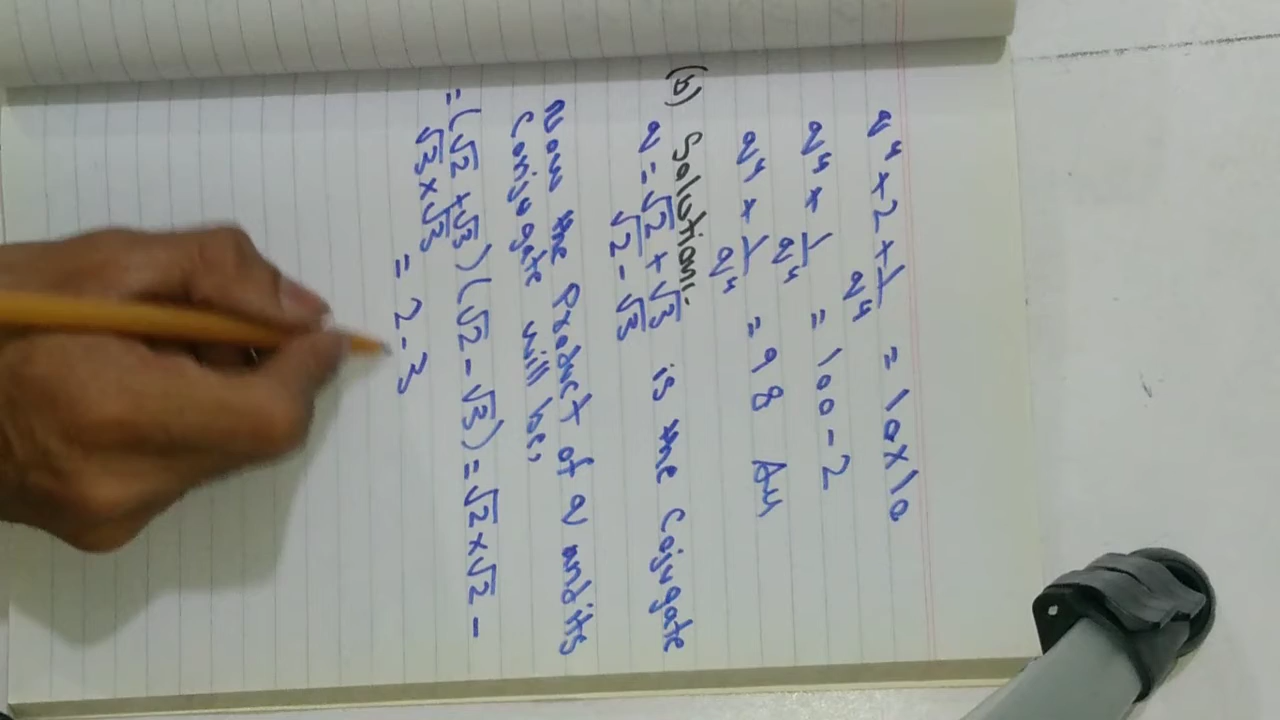 a⁴ + 2 + 1/a⁴ = 10×10
a⁴ + 1/a⁴ = 100 - 2
a⁴ + 1/a⁴ = 98 Ans
(b) Solution:-
a = √2 + √3 is the Cojugate
√2 - √3
Now the Product of a and its
Conjugate will be,
=(√2 + √3)(√2 - √3) = √2 × √2 -
√3 × √3 = 2 - 3